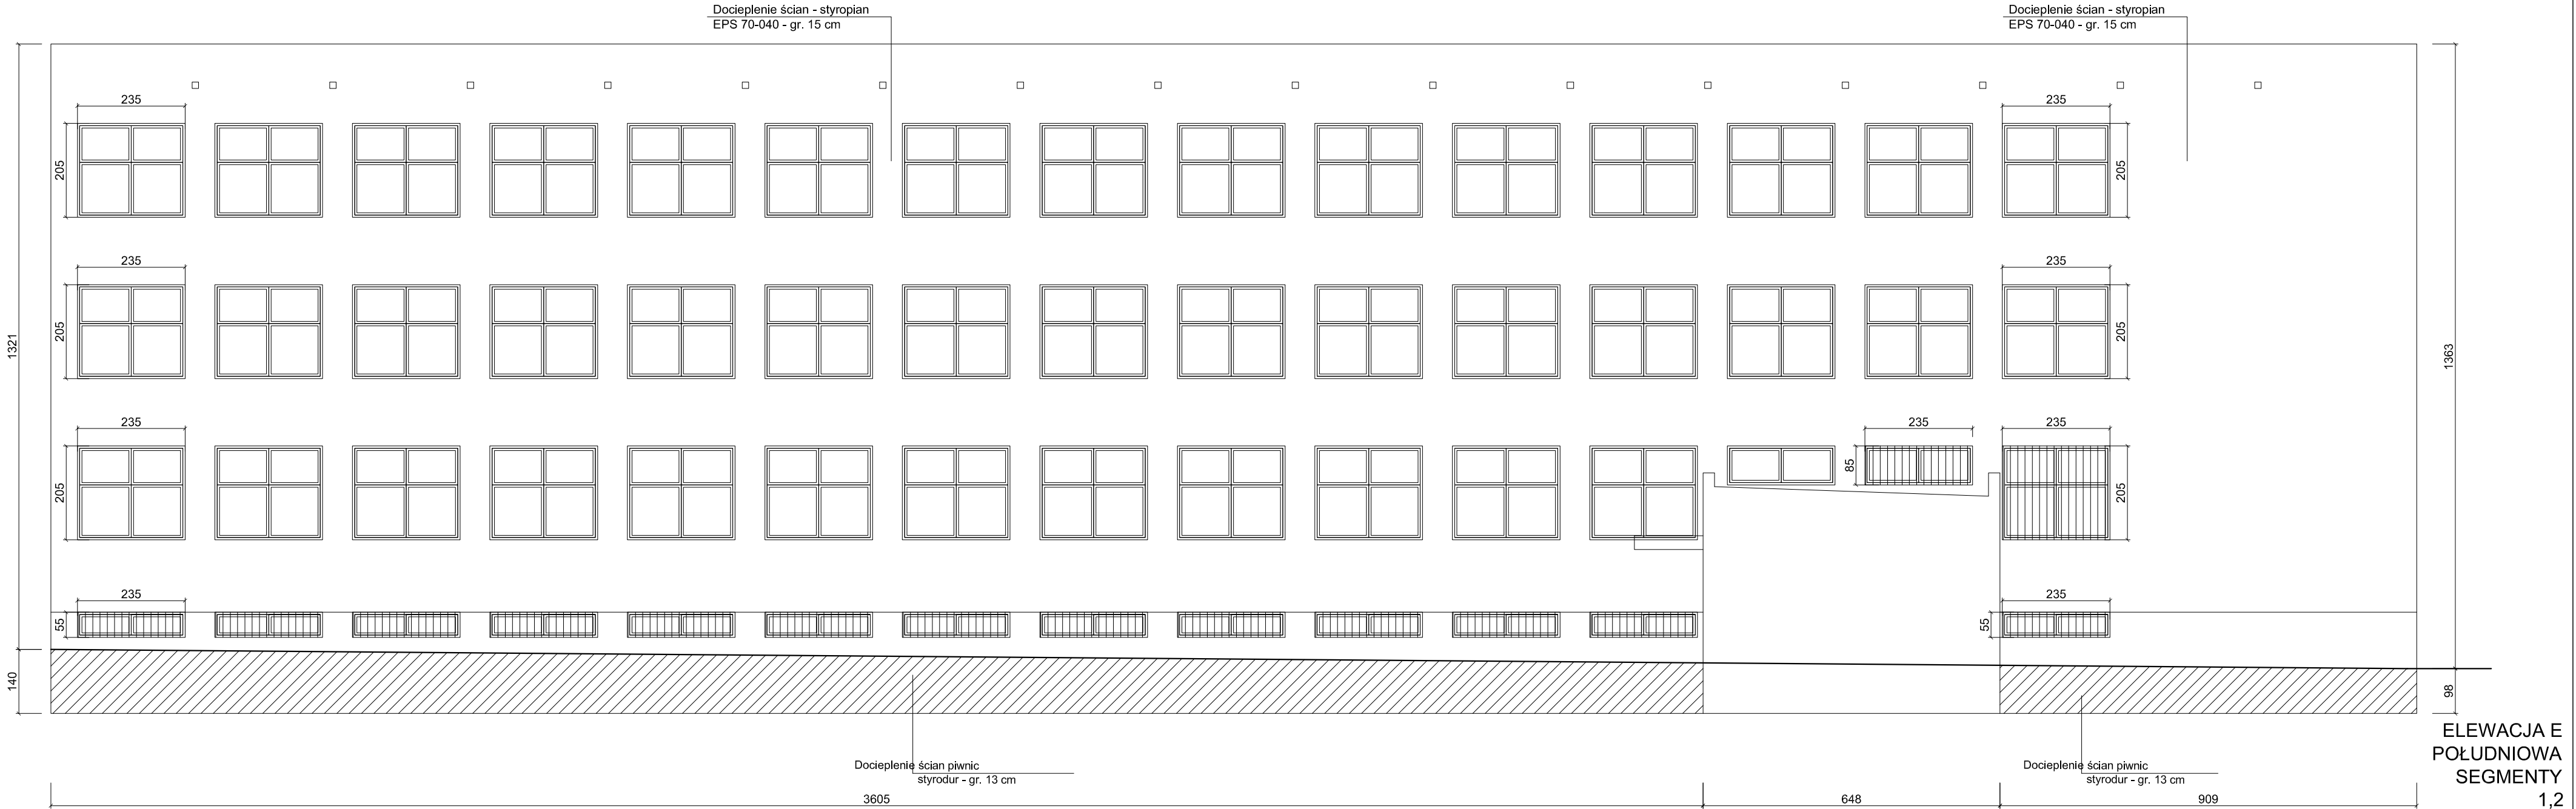 Docieplenie ścian - styropian
EPS 70-040 - gr. 15 cm
Docieplenie ścian - styropian
EPS 70-040 - gr. 15 cm
235
235
205
205
235
235
205
205
1321
1363
235
235
235
85
205
205
235
235
55
55
140
98
ELEWACJA E
POŁUDNIOWA
SEGMENTY
1,2
Docieplenie ścian piwnic
styrodur - gr. 13 cm
Docieplenie ścian piwnic
styrodur - gr. 13 cm
3605
648
909